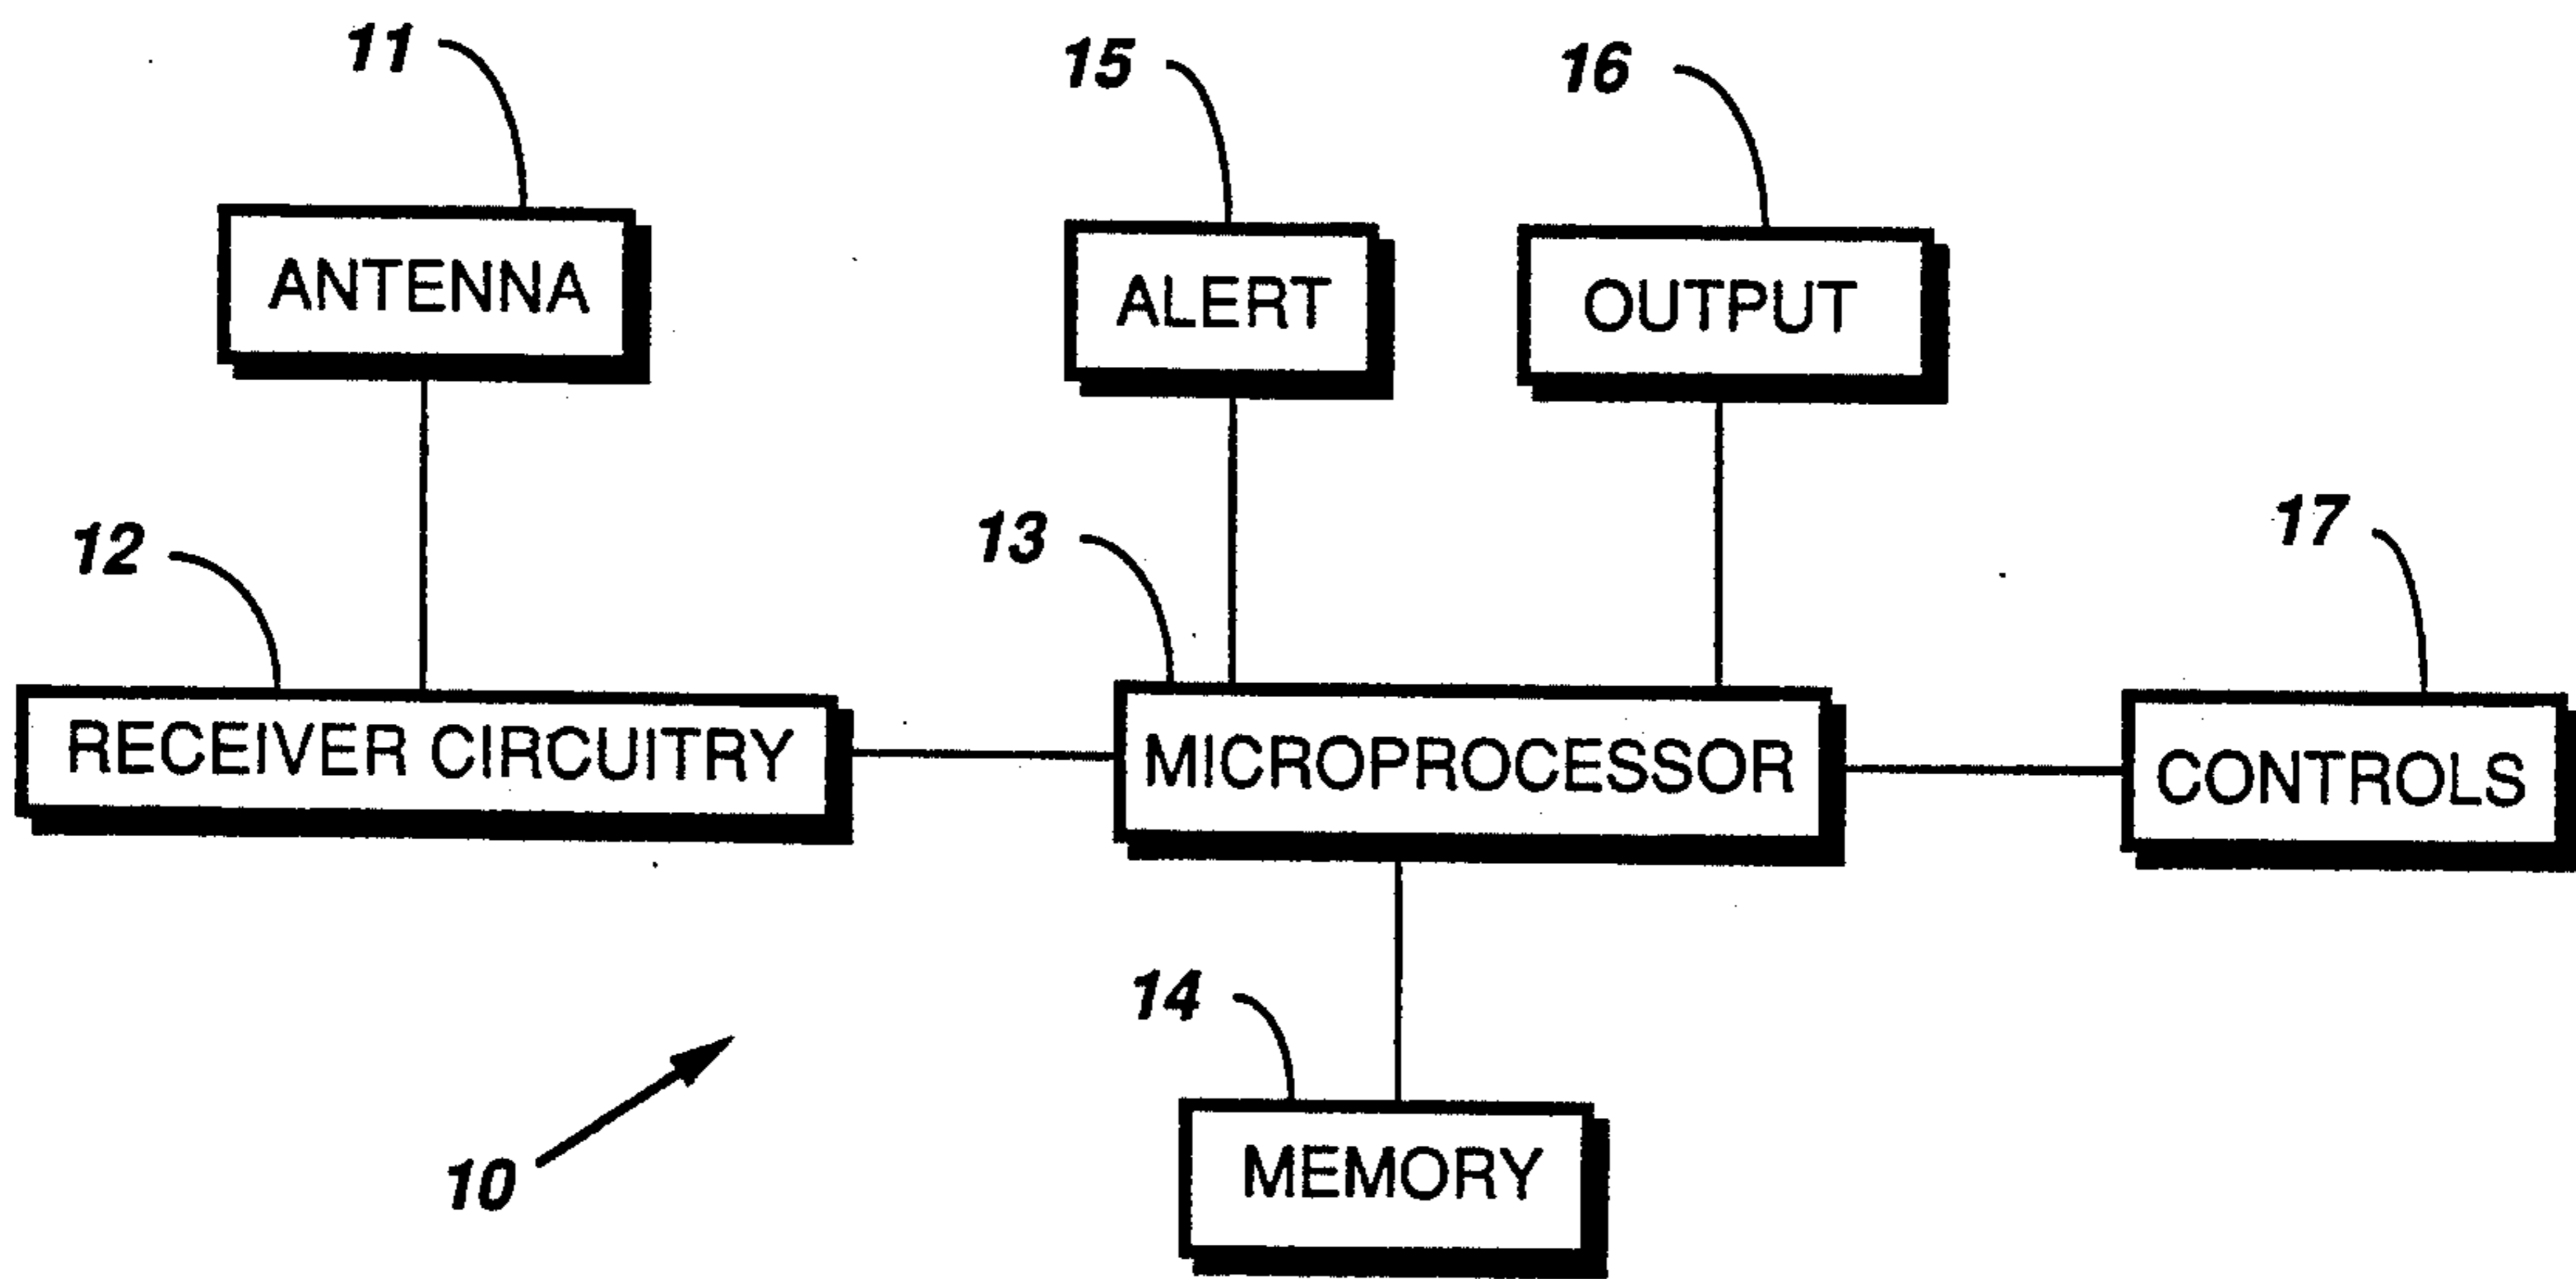 11
15
16
ANTENNA
ALERT
OUTPUT
12
13
17
RECEIVER CIRCUITRY
MICROPROCESSOR
CONTROLS
14
10
MEMORY